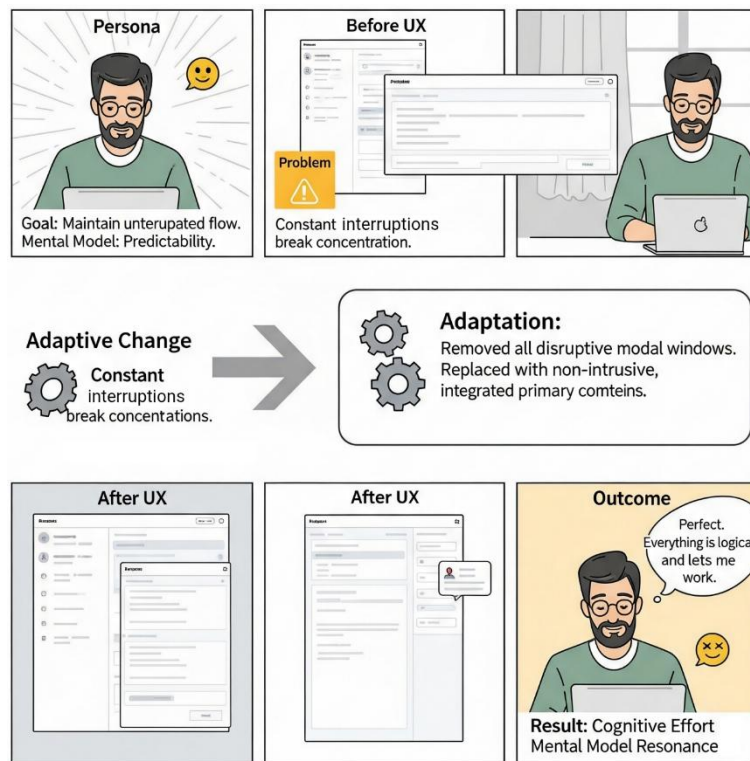 Persona
Goal: Maintain unterupated flow.
Mental Model: Predictability.
Before UX
Problem
Constant interruptions
break concentration.
Adaptive Change
Constant
interruptions
break concentations.
Adaptation:
Removed all disruptive modal windows.
Replaced with non-intrusive,
integrated primary comteins.
After UX
After UX
Outcome
Perfect.
Everything is logica
and lets me
work.
Result: Cognitive Effort
Mental Model Resonance